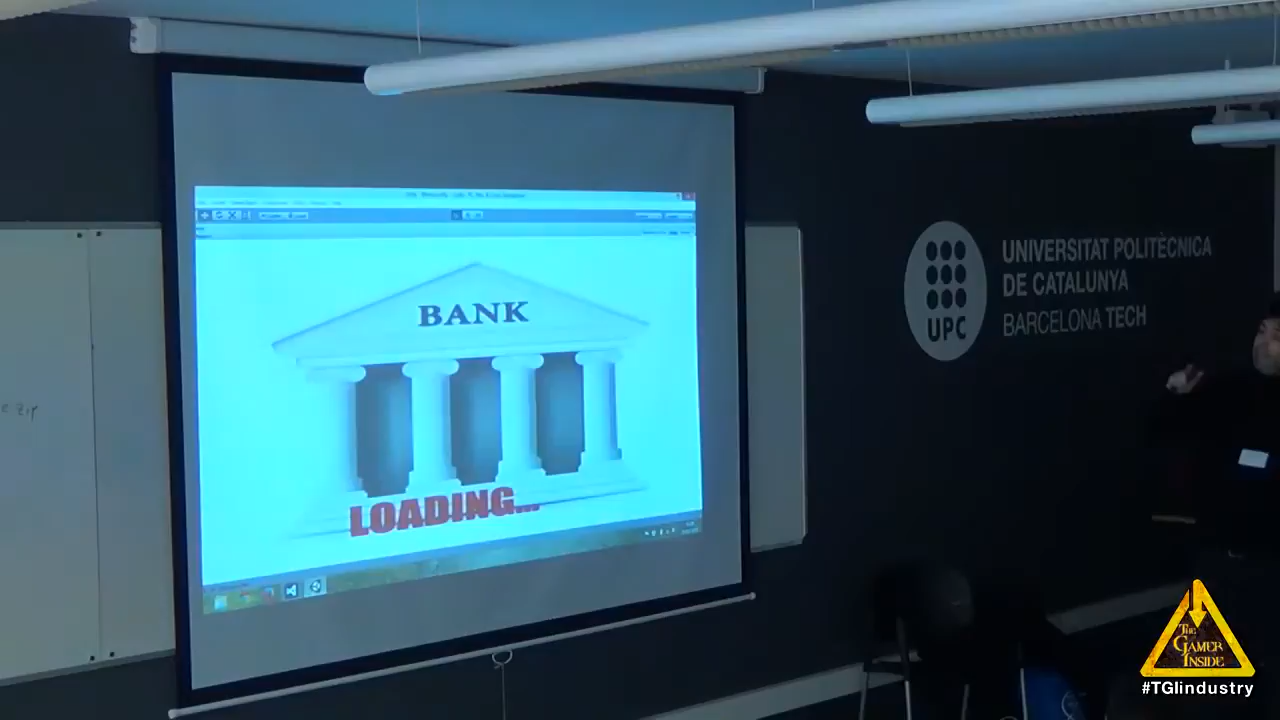 BANK
LOADING...
UNIVERSITAT POLITÈCNICA
DE CATALUNYA
BARCELONA TECH
UPC
THE
GAMER
INSIDE
#TGIindustry